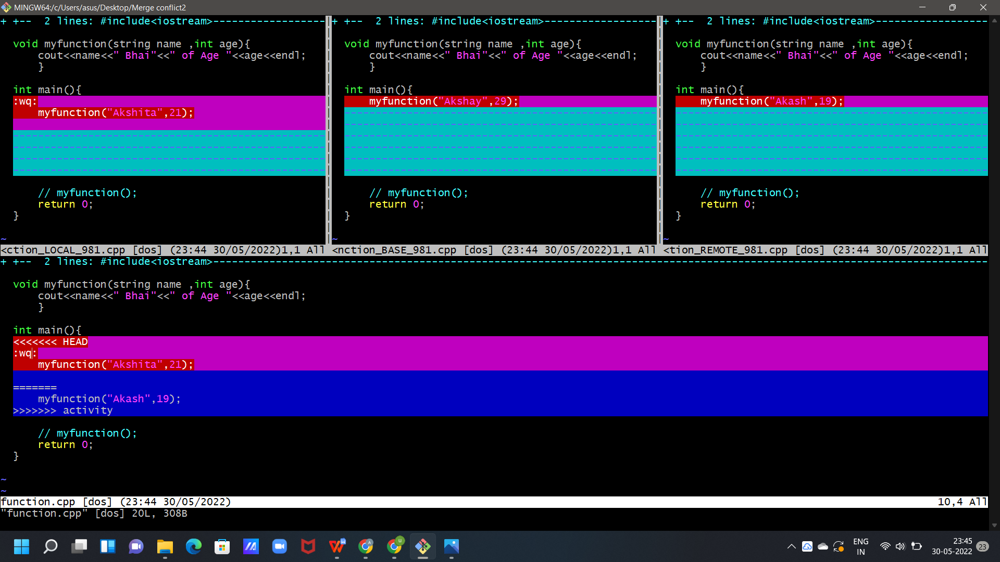 MINGW64:/c/Users/asus/Desktop/Merge conflict2
+ +--  2 lines: #include<iostream>------------------
void myfunction(string name ,int age){
    cout<<name<<" Bhai"<<" of Age "<<age<<endl;
    }
int main(){
:wq:
    myfunction("Akshita",21);
    // myfunction();
    return 0;
}
~
<ction_LOCAL_981.cpp [dos] (23:44 30/05/2022)1,1 All
+ +--  2 lines: #include<iostream>------------------
void myfunction(string name ,int age){
    cout<<name<<" Bhai"<<" of Age "<<age<<endl;
    }
int main(){
    myfunction("Akshay",29);
    // myfunction();
    return 0;
}
~
<nction_BASE_981.cpp [dos] (23:44 30/05/2022)1,1 All
+ +--  2 lines: #include<iostream>------------------
void myfunction(string name ,int age){
    cout<<name<<" Bhai"<<" of Age "<<age<<endl;
    }
int main(){
    myfunction("Akash",19);
    // myfunction();
    return 0;
}
~
<tion_REMOTE_981.cpp [dos] (23:44 30/05/2022)1,1 All
+ +--  2 lines: #include<iostream>------------------
void myfunction(string name ,int age){
    cout<<name<<" Bhai"<<" of Age "<<age<<endl;
    }
int main(){
<<<<<<< HEAD
:wq:
    myfunction("Akshita",21);
=======
    myfunction("Akash",19);
>>>>>>> activity
    // myfunction();
    return 0;
}
~
~
function.cpp [dos] (23:44 30/05/2022) 10,4 All
"function.cpp" [dos] 20L, 308B
ENG
IN
23:45
30-05-2022
23